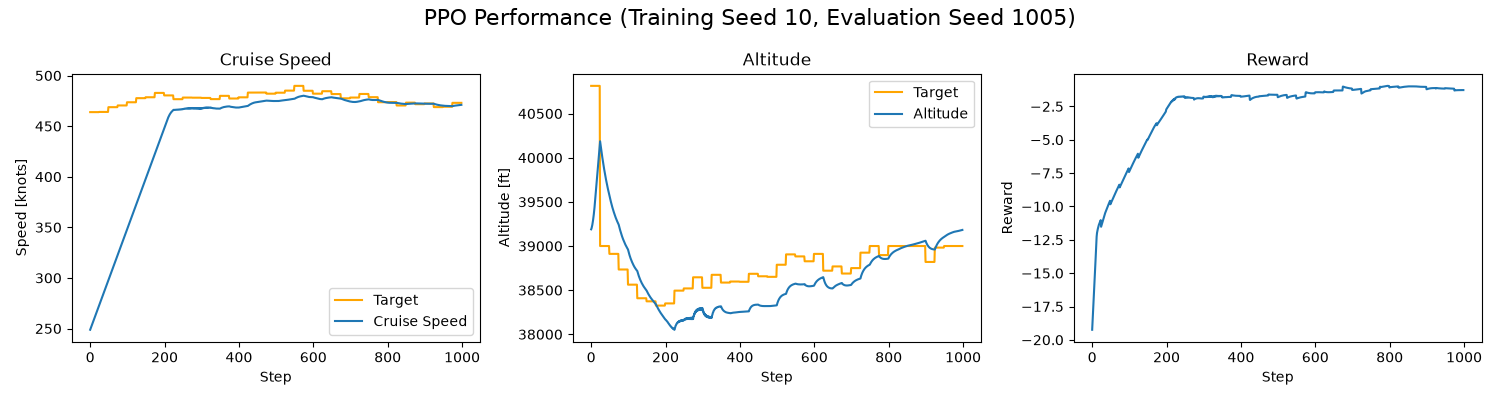 PPO Performance (Training Seed 10, Evaluation Seed 1005)
Cruise Speed
500
450
400
350
300
250
Speed [knots]
Target
Cruise Speed
0 200 400 600 800 1000
Step
Altitude
40500
40000
39500
39000
38500
38000
Altitude [ft]
Target
Altitude
0 200 400 600 800 1000
Step
Reward
−2.5
−5.0
−7.5
−10.0
−12.5
−15.0
−17.5
−20.0
Reward
0 200 400 600 800 1000
Step